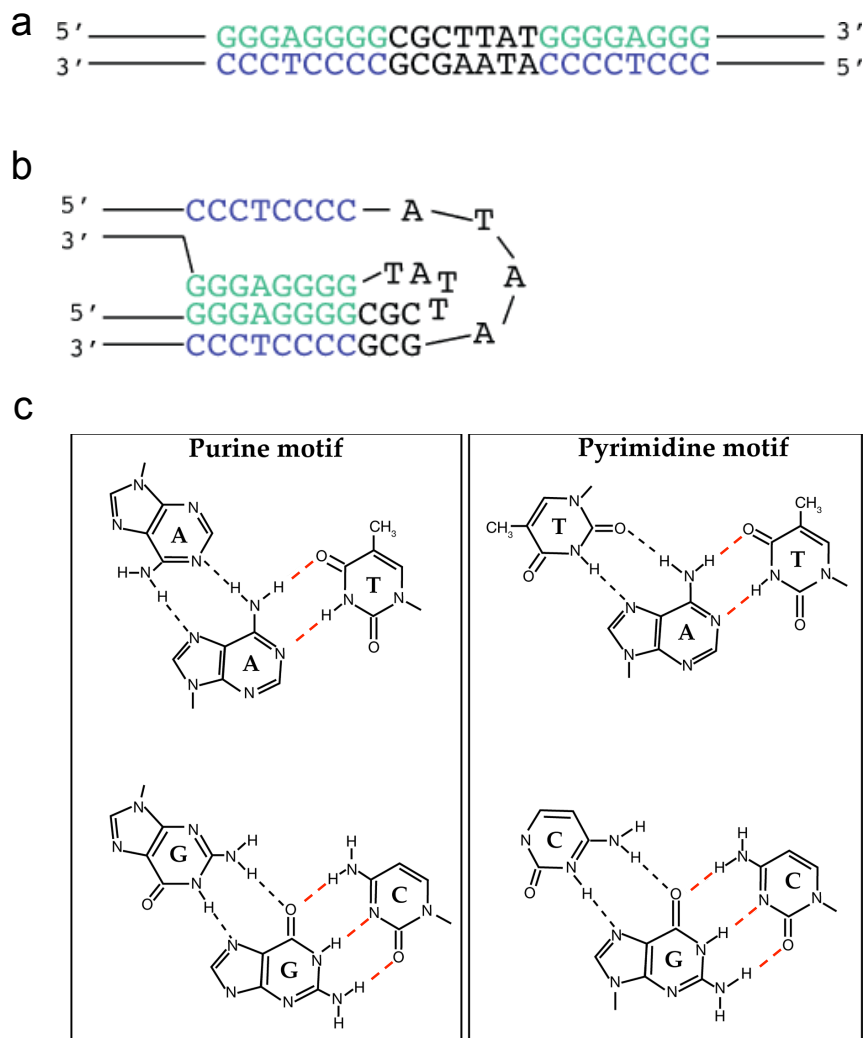 a
5′ GGGAGGGGCGCTTATGGGGAGGG 3′
3′ CCCTCCCCGCGAATACCCCTCCC 5′
b
5′ CCCTCCCC A T A A
3′
GGGAGGGG TAT T
5′ GGGAGGGGCGC
3′ CCCTCCCCGCG
c
Purine motif
N N A N N N-H H
H H H N N A N N
O CH3 T N H N O
Pyrimidine motif
CH3 T N O N H O
H H N N A N N N
O CH3 T N H N O
N N G N N N H H O H
O N N G N N H N H H
H N H C N N O
N C N H N H O H
O N N G N N H N H H
H N H C N N O